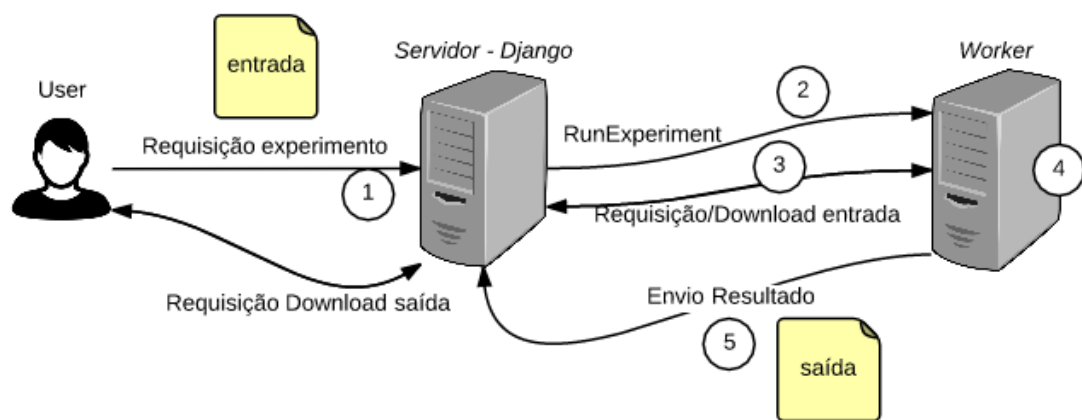 entrada
Servidor - Django
Worker
User
2
Requisição experimento
RunExperiment
3
4
1
Requisição/Download entrada
Requisição Download saída
Envio Resultado
5
saída